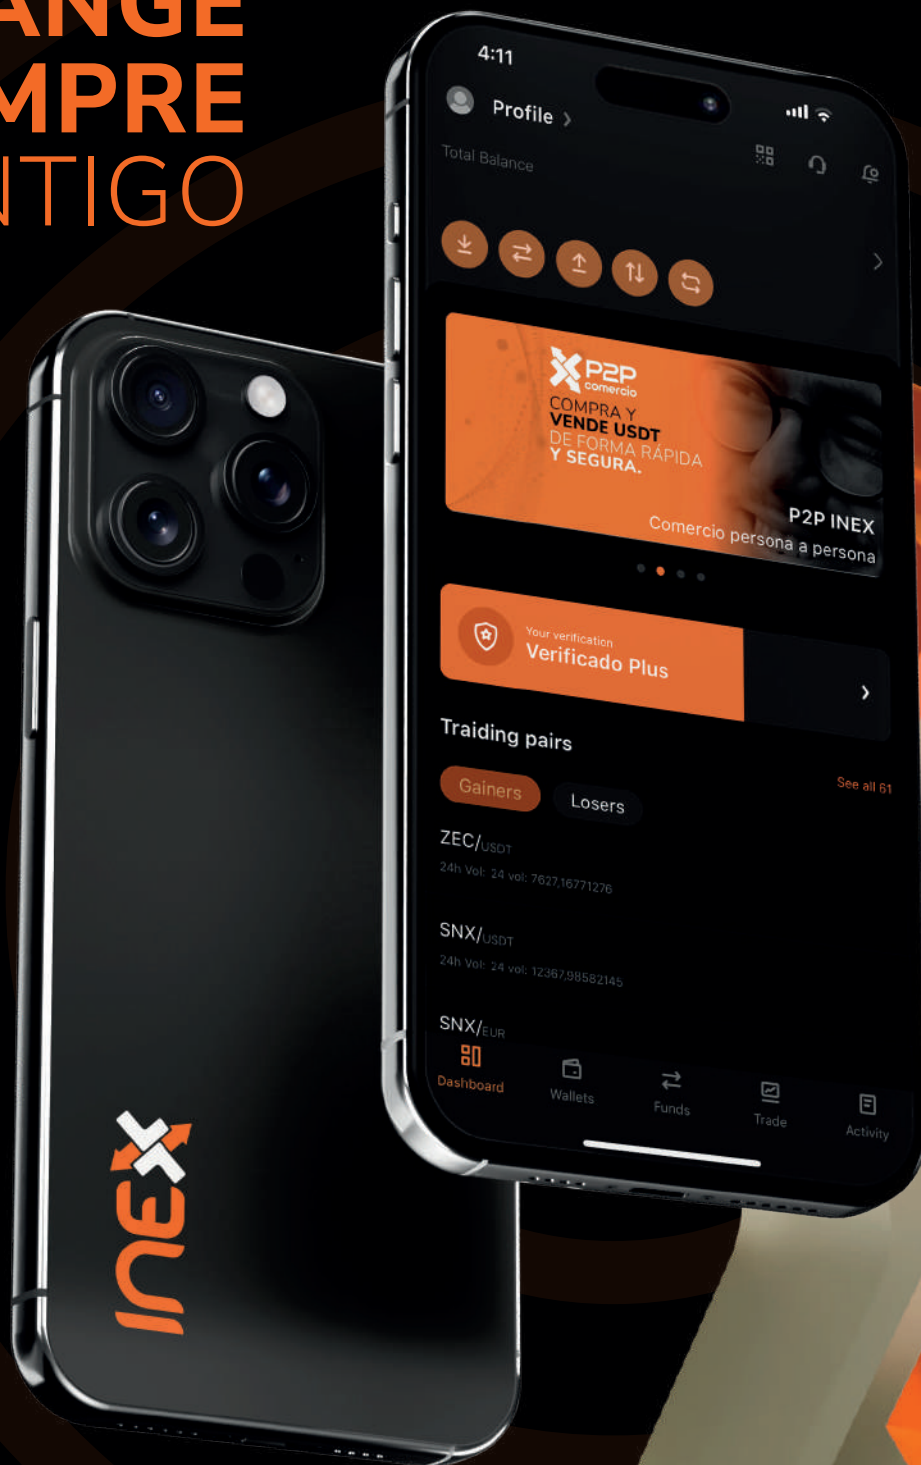 ANGE
MPRE
NTIGO
4:11
Profile
Total Balance
P2P
comercio
COMPRA Y
VENDE USDT
DE FORMA RÁPIDA
Y SEGURA.
P2P INEX
Comercio persona a persona
Your verification
Verificado Plus
Traiding pairs
See all 61
Gainers
Losers
ZEC/USDT
24h Vol: 24 vol: 7627,16771276
SNX/USDT
24h Vol: 24 vol: 12367,98582145
SNX/EUR
Dashboard
Wallets
Funds
Trade
Activity
INEX